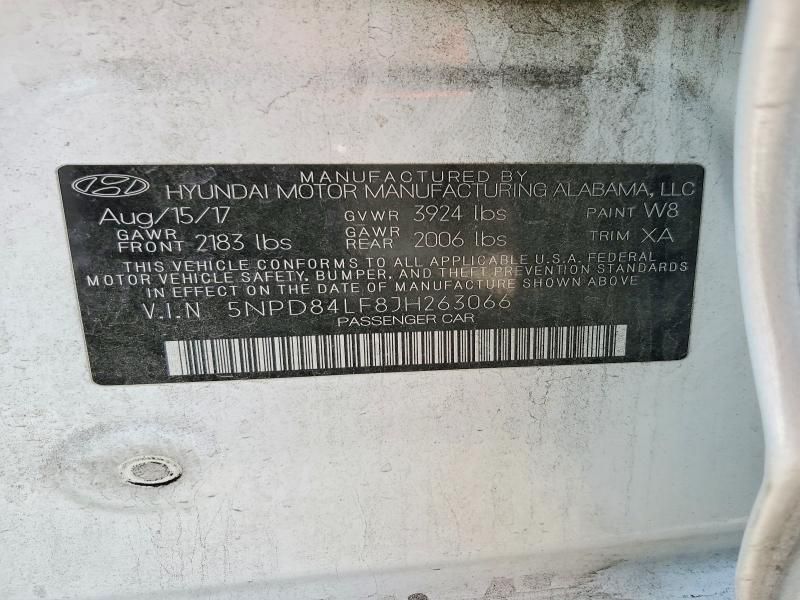 MANUFACTURED BY
HYUNDAI MOTOR MANUFACTURING ALABAMA, LLC
Aug/15/17 GVWR 3924 lbs PAINT W8
GAWR FRONT 2183 lbs GAWR REAR 2006 lbs TRIM XA
THIS VEHICLE CONFORMS TO ALL APPLICABLE U.S.A. FEDERAL
MOTOR VEHICLE SAFETY, BUMPER, AND THEFT PREVENTION STANDARDS
IN EFFECT ON THE DATE OF MANUFACTURE SHOWN ABOVE
V.I.N 5NPD84LF8JH263066
PASSENGER CAR